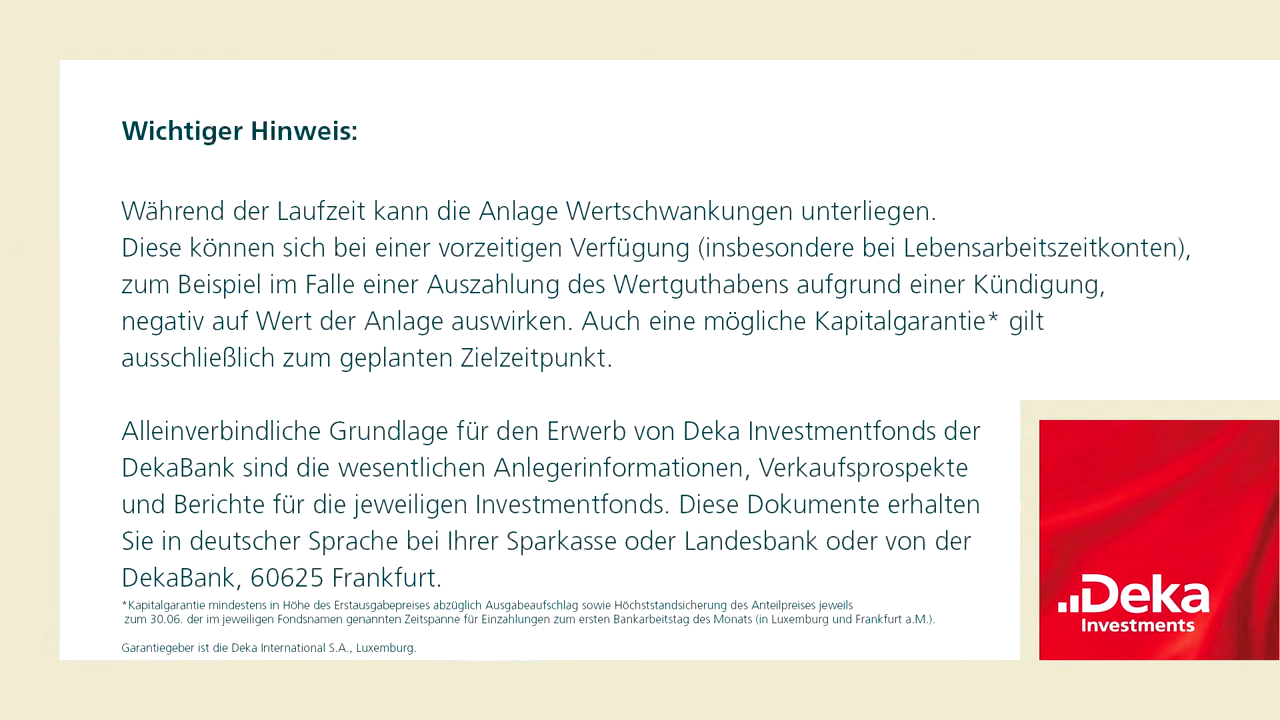 Wichtiger Hinweis:
Während der Laufzeit kann die Anlage Wertschwankungen unterliegen.
Diese können sich bei einer vorzeitigen Verfügung (insbesondere bei Lebensarbeitszeitkonten),
zum Beispiel im Falle einer Auszahlung des Wertguthabens aufgrund einer Kündigung,
negativ auf Wert der Anlage auswirken. Auch eine mögliche Kapitalgarantie* gilt
ausschließlich zum geplanten Zielzeitpunkt.
Alleinverbindliche Grundlage für den Erwerb von Deka Investmentfonds der
DekaBank sind die wesentlichen Anlegerinformationen, Verkaufsprospekte
und Berichte für die jeweiligen Investmentfonds. Diese Dokumente erhalten
Sie in deutscher Sprache bei Ihrer Sparkasse oder Landesbank oder von der
DekaBank, 60625 Frankfurt.
*Kapitalgarantie mindestens in Höhe des Erstausgabepreises abzüglich Ausgabeaufschlag sowie Höchststandsicherung des Anteilpreises jeweils
zum 30.06. der im jeweiligen Fondsnamen genannten Zeitspanne für Einzahlungen zum ersten Bankarbeitstag des Monats (in Luxemburg und Frankfurt a.M.).
Garantiegeber ist die Deka International S.A., Luxemburg.
Deka
Investments